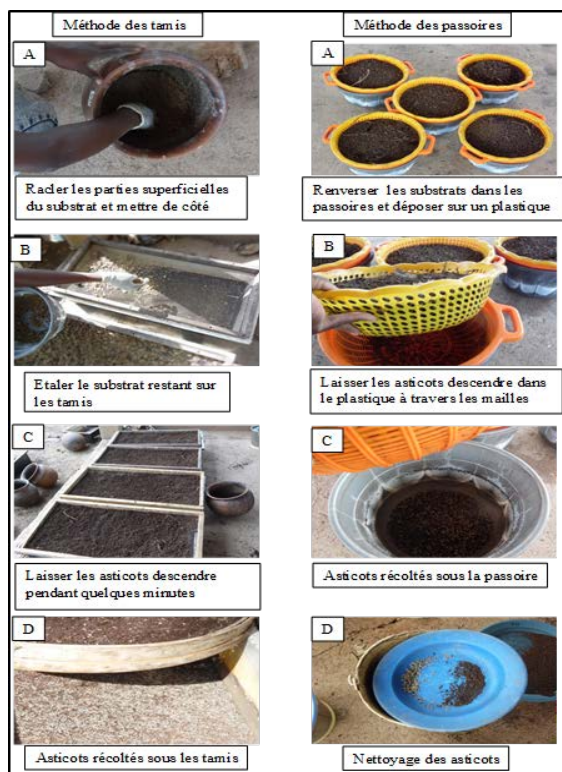 Méthode des tamis
A
Racler les parties superficielles
du substrat et mettre de côté
B
Etaler le substrat restant sur
les tamis
C
Laisser les asticots descendre
pendant quelques minutes
D
Asticots récoltés sous les tamis
Méthode des passoires
A
Renverser les substrats dans les
passoires et déposer sur un plastique
B
Laisser les asticots descendre dans
le plastique à travers les mailles
C
Asticots récoltés sous la passoire
D
Nettoyage des asticots